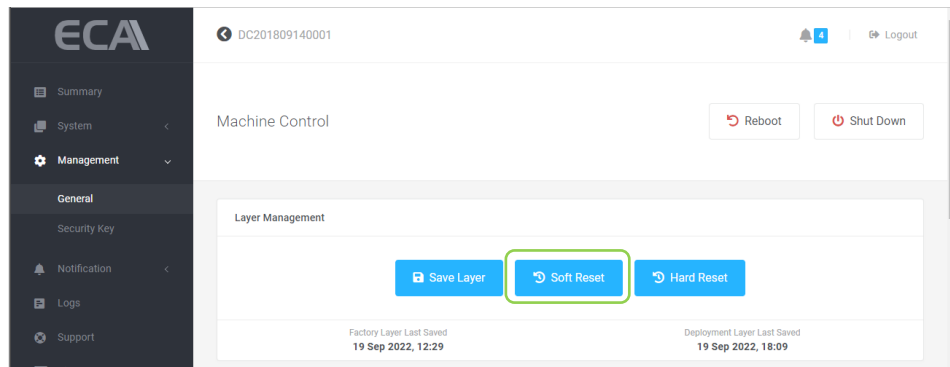 ECA
DC201809140001
4
Logout
Summary
System
Machine Control
Reboot
Shut Down
Management
General
Layer Management
Security Key
Save Layer
Soft Reset
Hard Reset
Notification
Logs
Support
Factory Layer Last Saved
19 Sep 2022, 12:29
Deployment Layer Last Saved
19 Sep 2022, 18:09